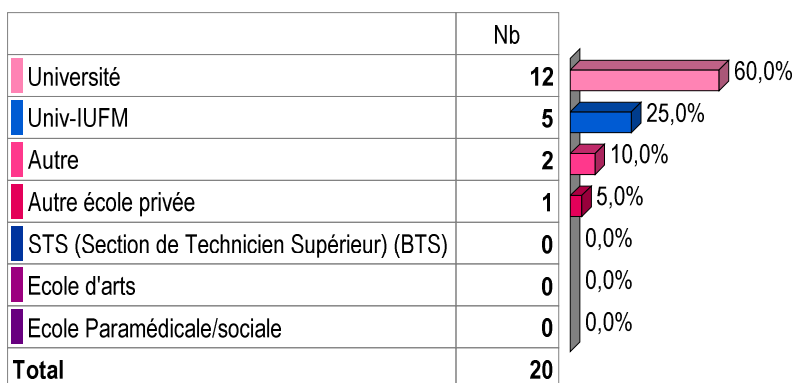 Nb
Université 12 60,0%
Univ-IUFM 5 25,0%
Autre 2 10,0%
Autre école privée 1 5,0%
STS (Section de Technicien Supérieur) (BTS) 0 0,0%
Ecole d'arts 0 0,0%
Ecole Paramédicale/sociale 0 0,0%
Total 20